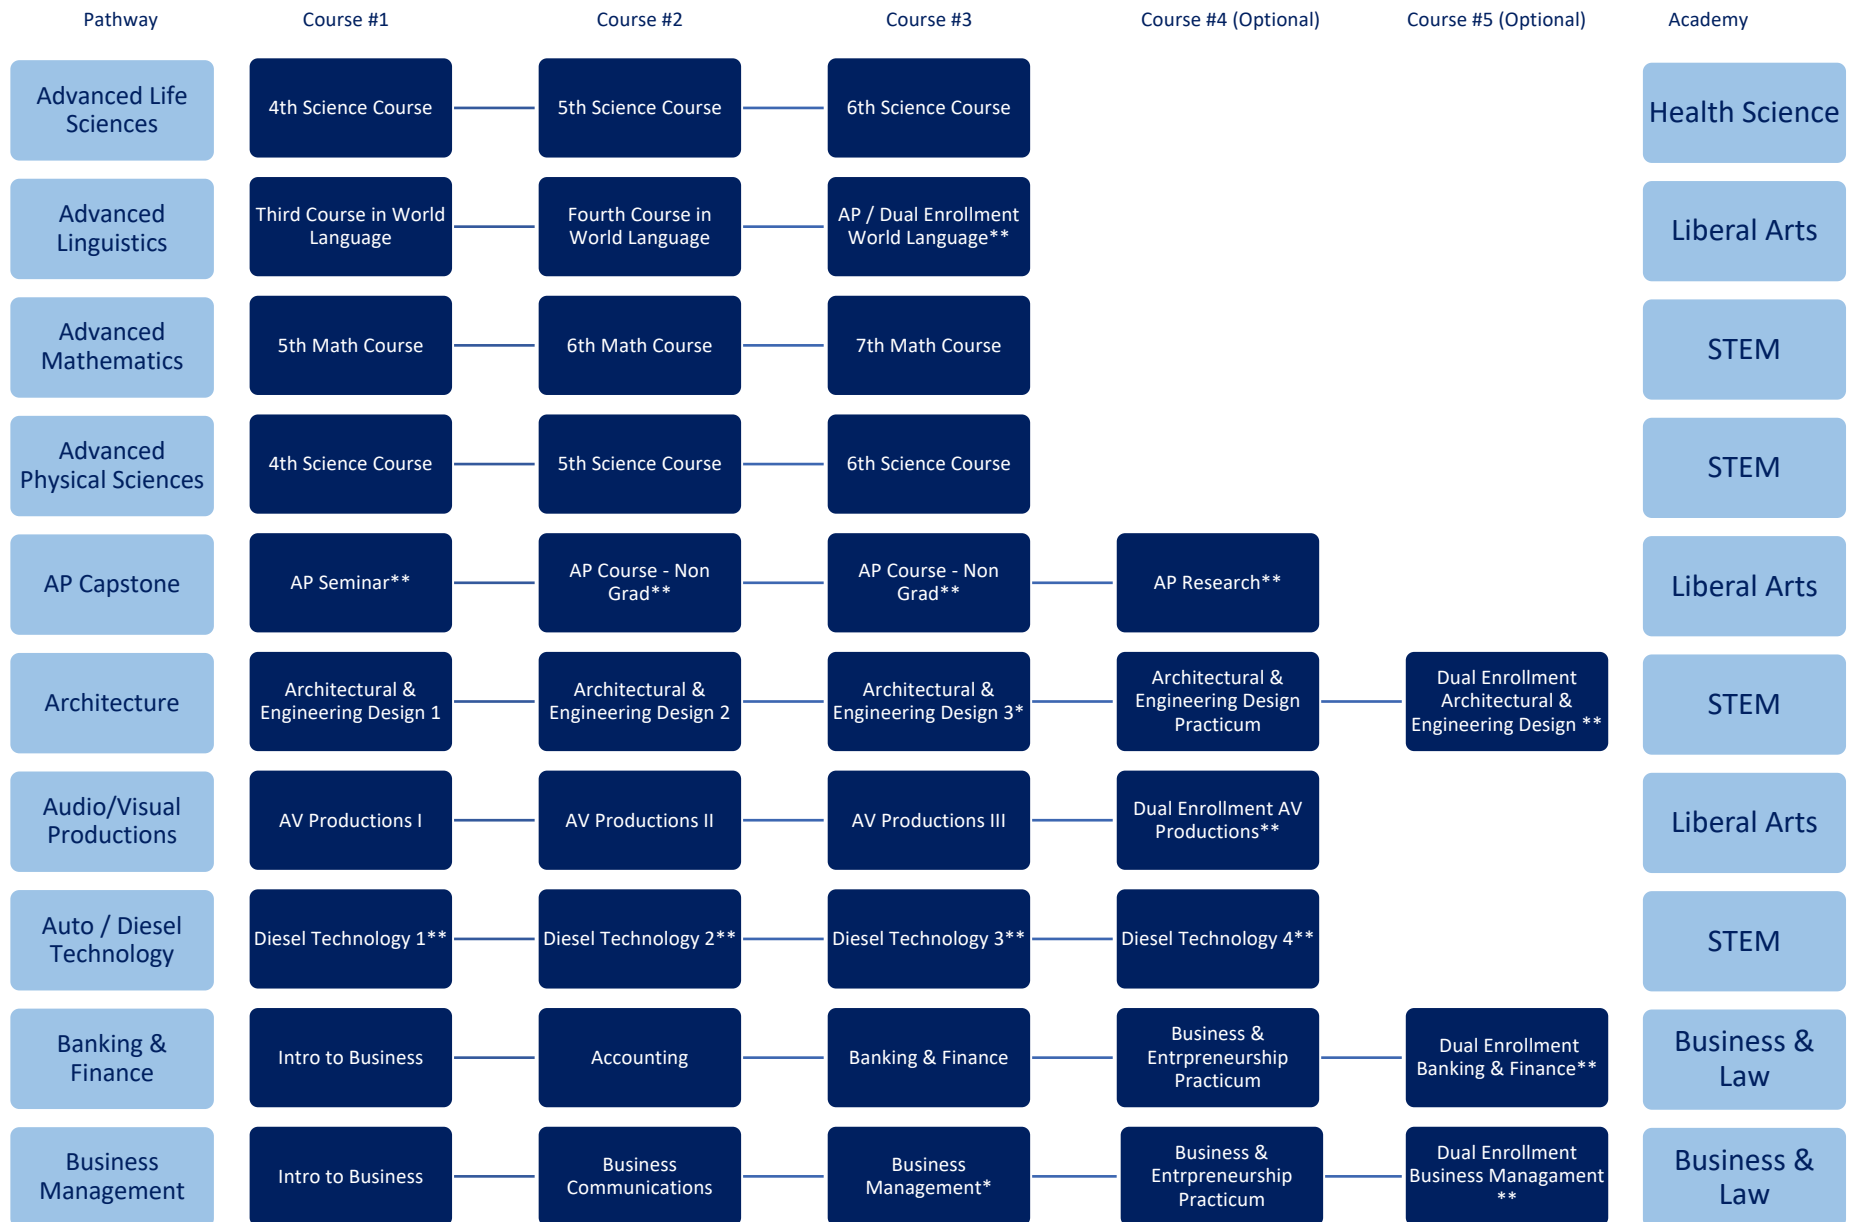 Pathway
Course #1
Course #2
Course #3
Course #4 (Optional)
Course #5 (Optional)
Academy
Advanced Life
Sciences
4th Science Course
5th Science Course
6th Science Course
Health Science
Advanced
Linguistics
Third Course in World
Language
Fourth Course in
World Language
AP / Dual Enrollment
World Language**
Liberal Arts
Advanced
Mathematics
5th Math Course
6th Math Course
7th Math Course
STEM
Advanced
Physical Sciences
4th Science Course
5th Science Course
6th Science Course
STEM
AP Capstone
AP Seminar**
AP Course - Non
Grad**
AP Course - Non
Grad**
AP Research**
Liberal Arts
Architecture
Architectural &
Engineering Design 1
Architectural &
Engineering Design 2
Architectural &
Engineering Design 3*
Architectural &
Engineering Design
Practicum
Dual Enrollment
Architectural &
Engineering Design **
STEM
Audio/Visual
Productions
AV Productions I
AV Productions II
AV Productions III
Dual Enrollment AV
Productions**
Liberal Arts
Auto / Diesel
Technology
Diesel Technology 1**
Diesel Technology 2**
Diesel Technology 3**
Diesel Technology 4**
STEM
Banking &
Finance
Intro to Business
Accounting
Banking & Finance
Business &
Entrpreneurship
Practicum
Dual Enrollment
Banking & Finance**
Business &
Law
Business
Management
Intro to Business
Business
Communications
Business
Management*
Business &
Entrpreneurship
Practicum
Dual Enrollment
Business Managament
**
Business &
Law